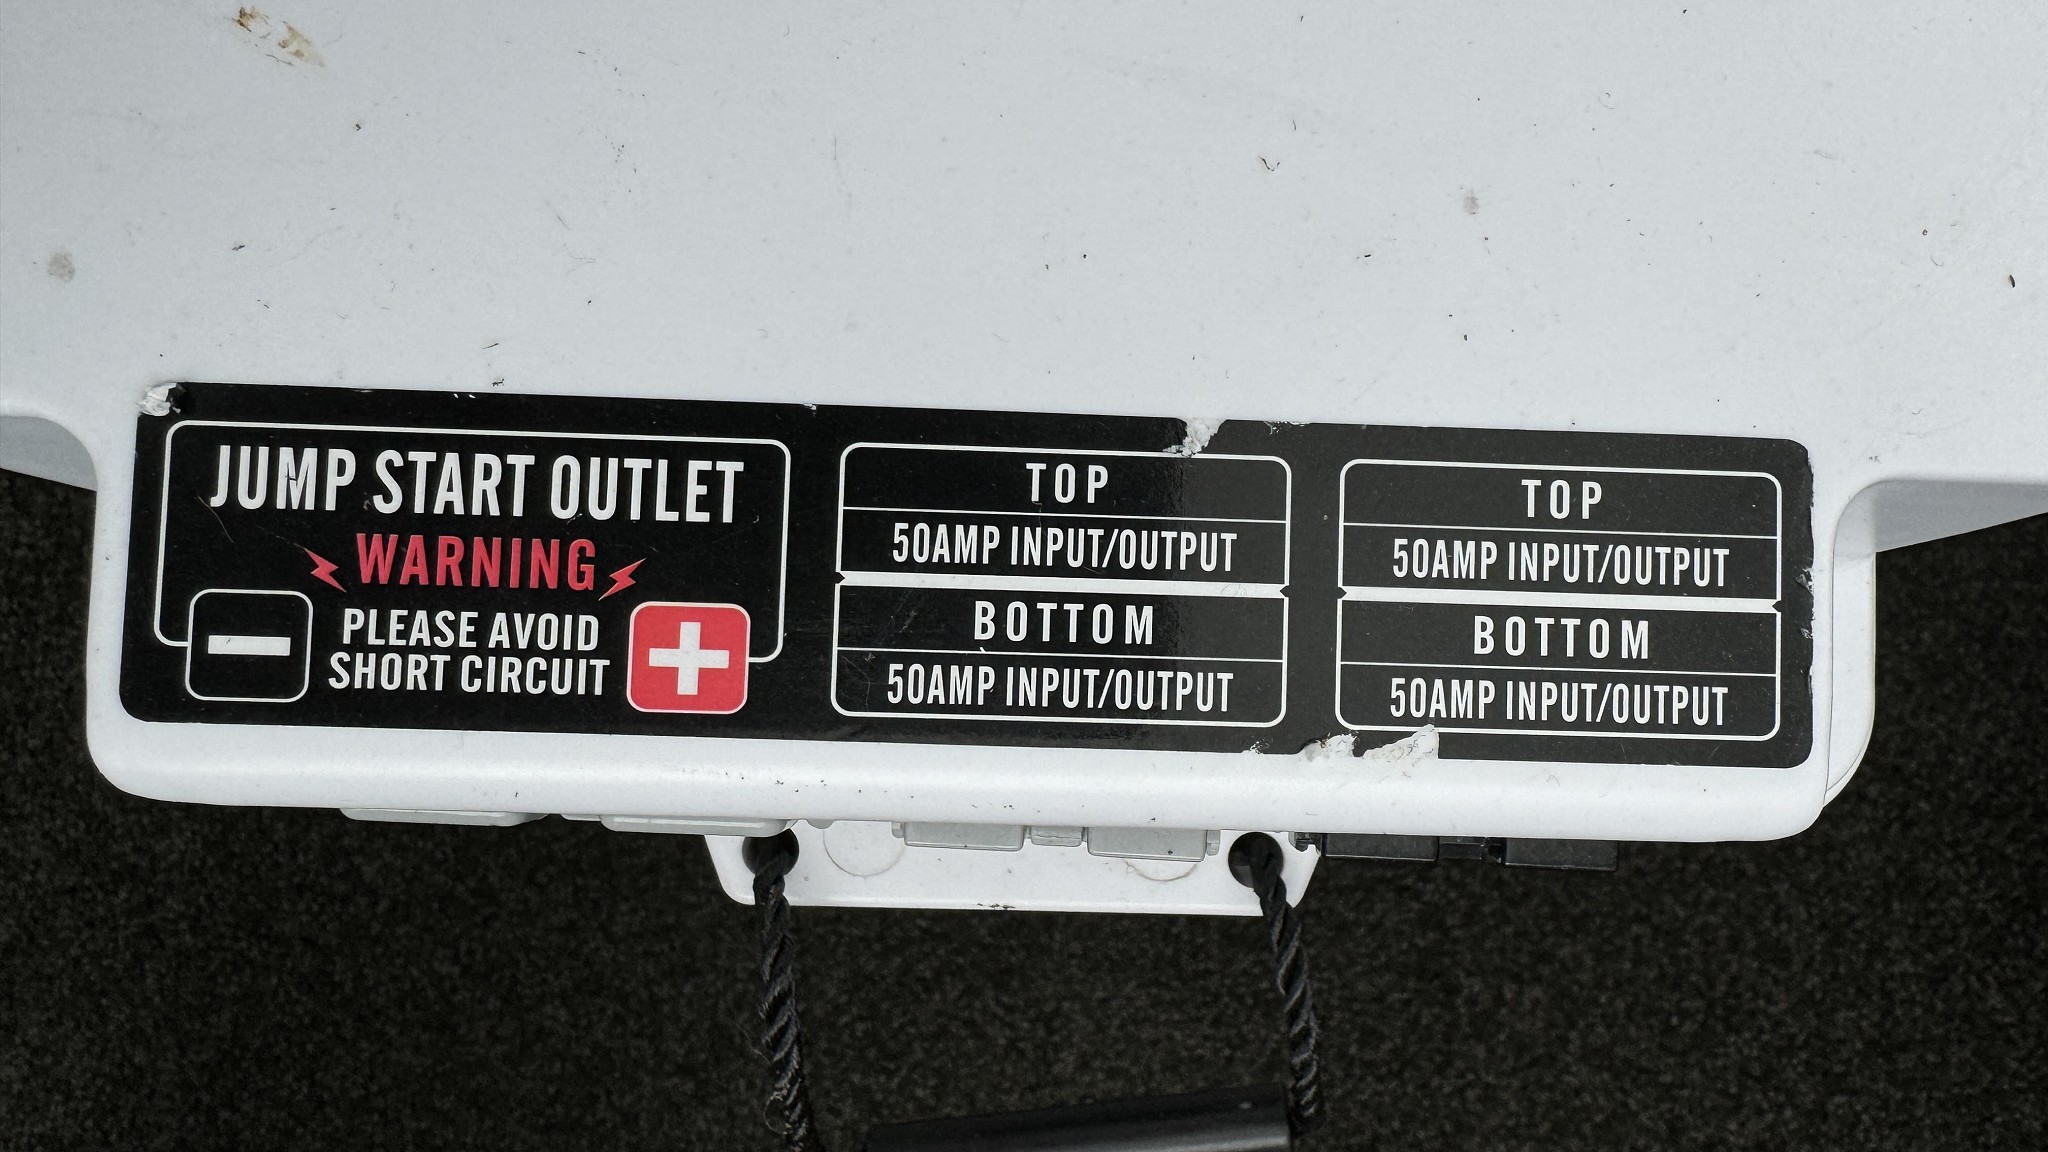 JUMP START OUTLET
WARNING
PLEASE AVOID
SHORT CIRCUIT
TOP
50AMP INPUT/OUTPUT
BOTTOM
50AMP INPUT/OUTPUT
TOP
50AMP INPUT/OUTPUT
BOTTOM
50AMP INPUT/OUTPUT